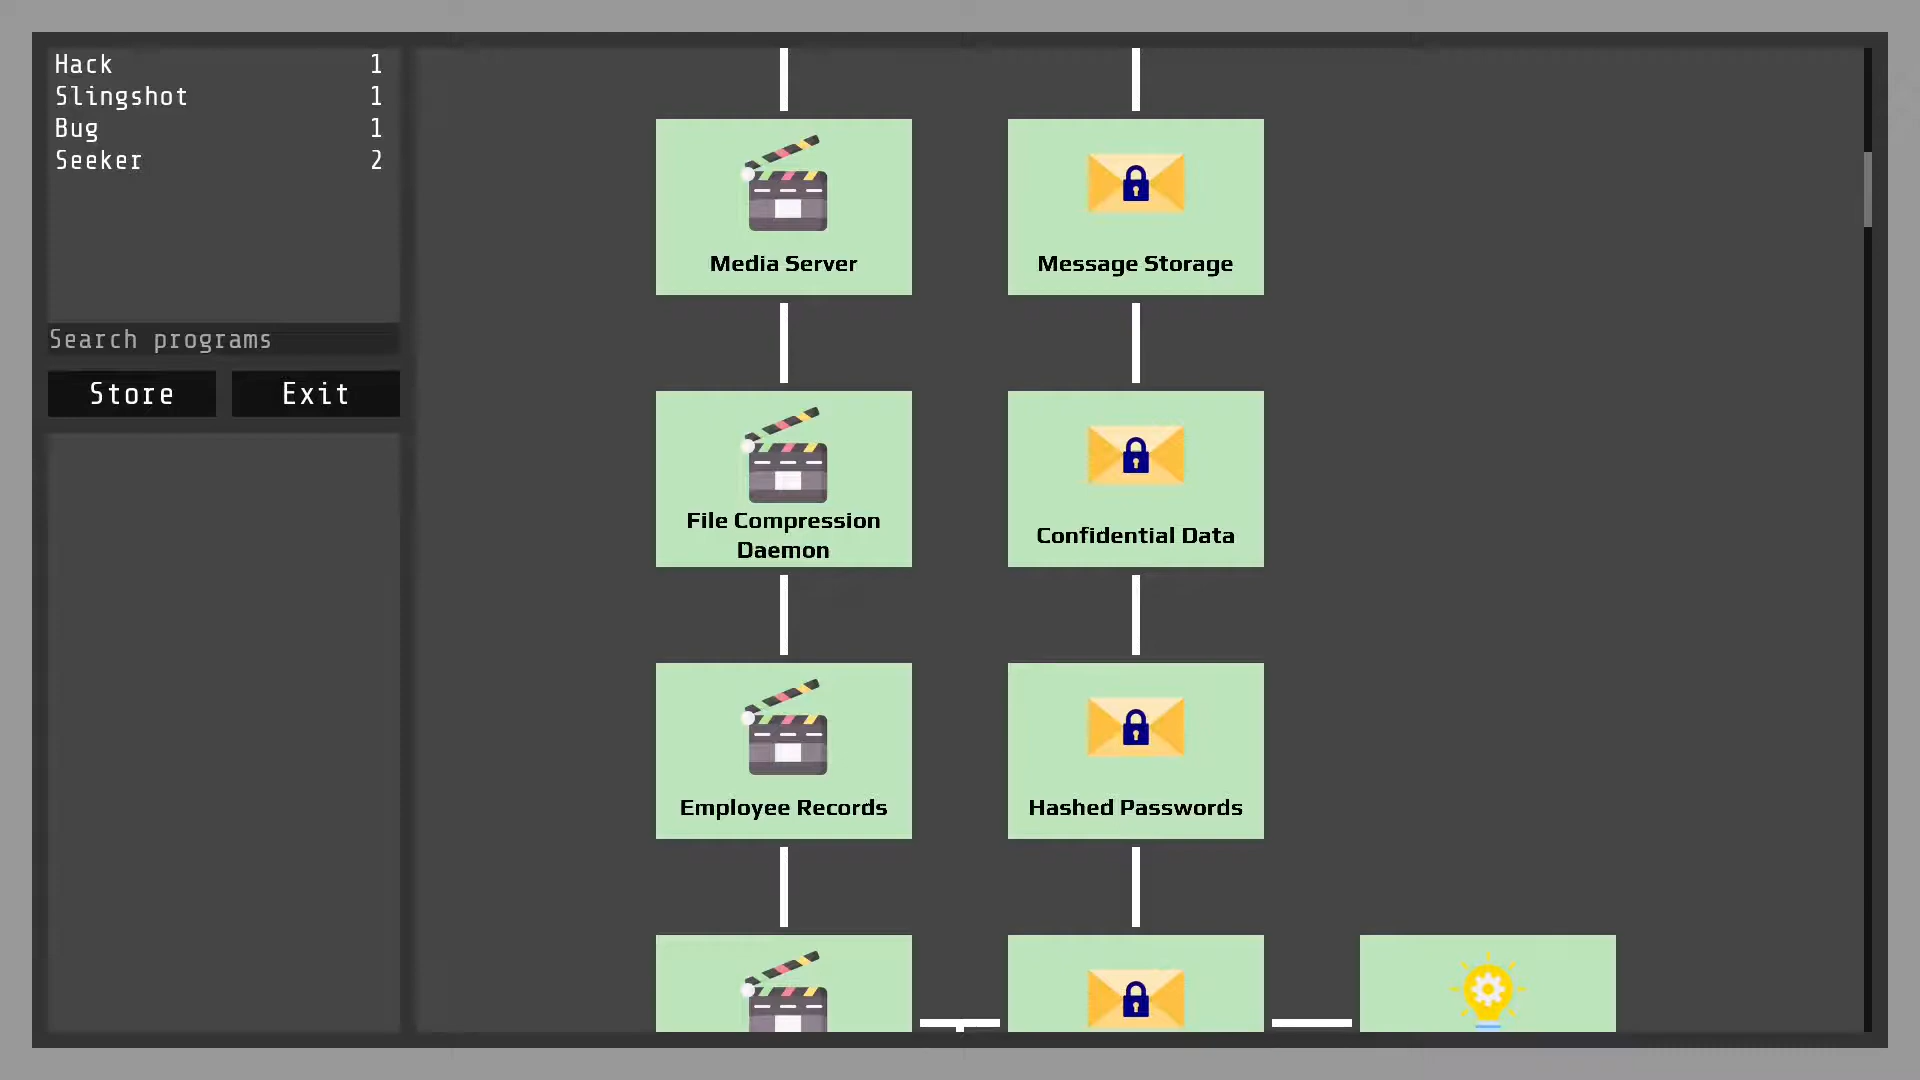 Hack 1
Slingshot 1
Bug 1
Seeker 2
Search programs
Store Exit
Media Server
Message Storage
File Compression
Daemon
Confidential Data
Employee Records
Hashed Passwords